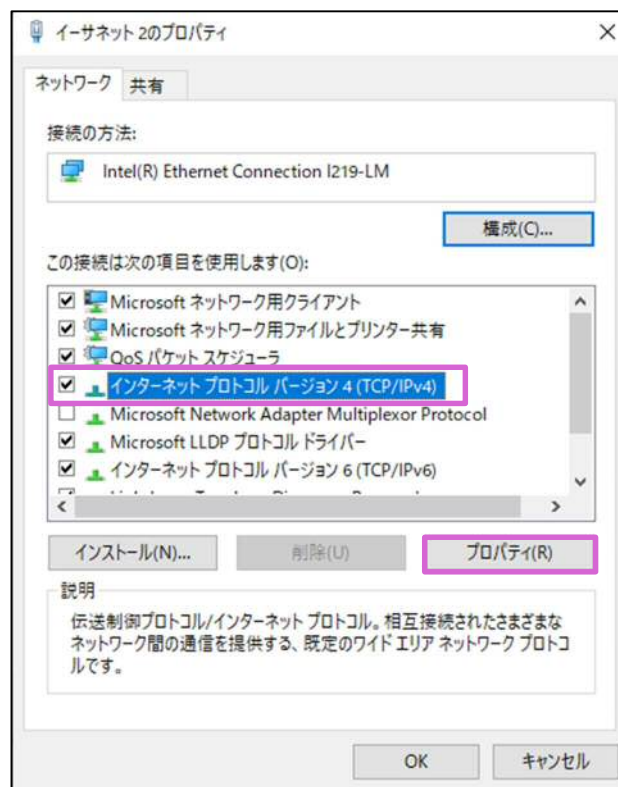 イーサネット 2のプロパティ
ネットワーク 共有
接続の方法:
Intel(R) Ethernet Connection I219-LM
構成(C)...
この接続は次の項目を使用します(O):
Microsoft ネットワーク用クライアント
Microsoft ネットワーク用ファイルとプリンター共有
QoS パケット スケジューラ
インターネット プロトコル バージョン 4 (TCP/IPv4)
Microsoft Network Adapter Multiplexor Protocol
Microsoft LLDP プロトコル ドライバー
インターネット プロトコル バージョン 6 (TCP/IPv6)
インストール(N)... 削除(U) プロパティ(R)
説明
伝送制御プロトコル/インターネット プロトコル。相互接続されたさまざまな
ネットワーク間の通信を提供する、既定のワイド エリア ネットワーク プロトコ
ルです。
OK キャンセル